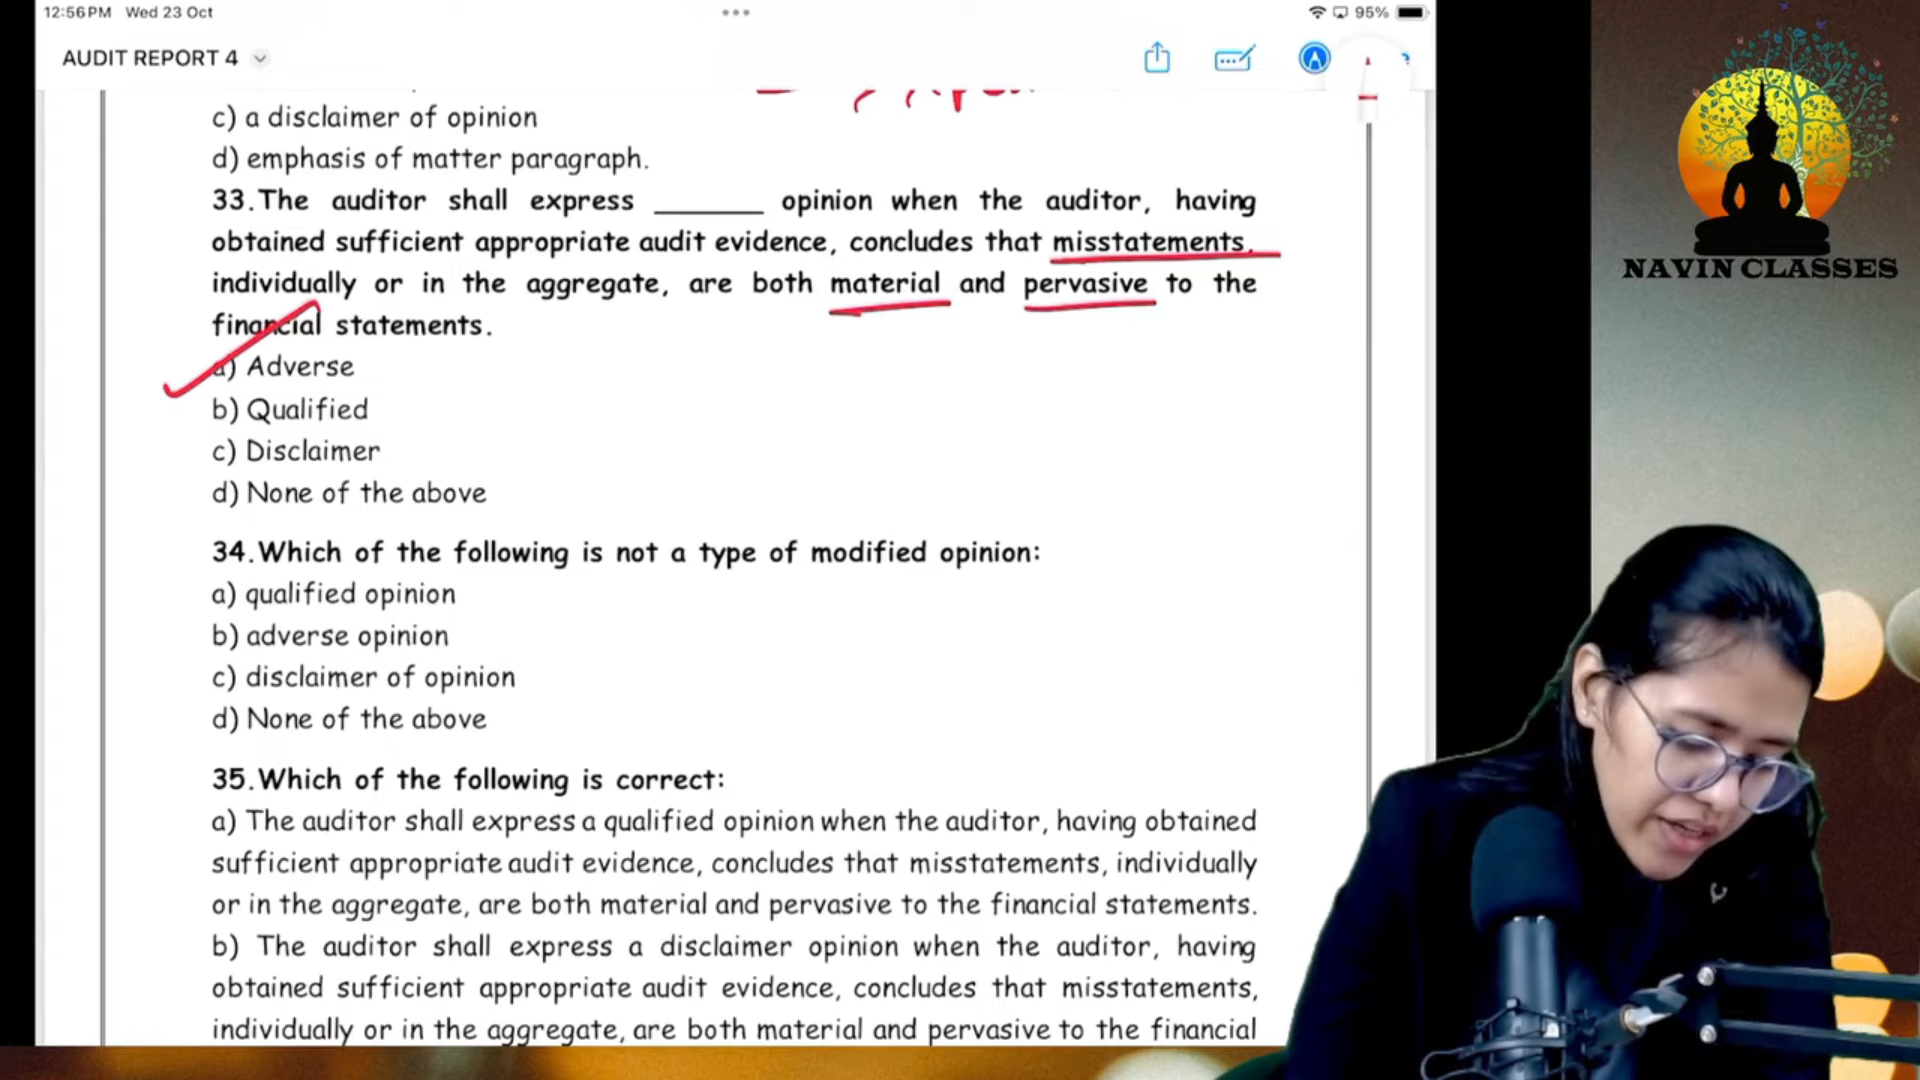 12:56 PM Wed 23 Oct
95%
AUDIT REPORT 4
c) a disclaimer of opinion
d) emphasis of matter paragraph.
33.The auditor shall express ________ opinion when the auditor, having
obtained sufficient appropriate audit evidence, concludes that misstatements,
individually or in the aggregate, are both material and pervasive to the
financial statements.
a) Adverse
b) Qualified
c) Disclaimer
d) None of the above
34.Which of the following is not a type of modified opinion:
a) qualified opinion
b) adverse opinion
c) disclaimer of opinion
d) None of the above
35.Which of the following is correct:
a) The auditor shall express a qualified opinion when the auditor, having obtained
sufficient appropriate audit evidence, concludes that misstatements, individually
or in the aggregate, are both material and pervasive to the financial statements.
b) The auditor shall express a disclaimer opinion when the auditor, having
obtained sufficient appropriate audit evidence, concludes that misstatements,
individually or in the aggregate, are both material and pervasive to the financial
NAVIN CLASSES